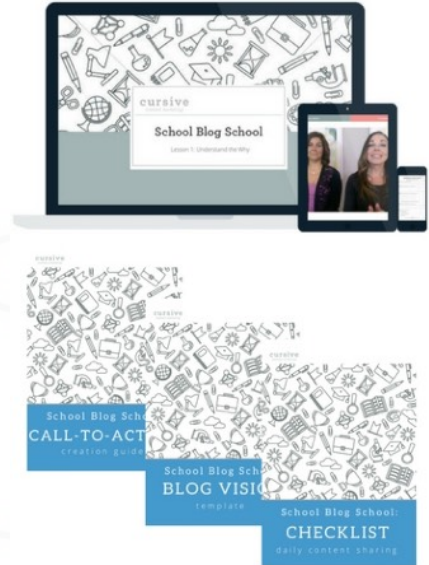 cursive
School Blog School
Lesson 1: Understand the Why
cursive
School Blog Scho
CALL-TO-ACT
creation guide
cursive
School Blog Sch
BLOG VISIO
template
cursive
School Blog School:
CHECKLIST
daily content sharing